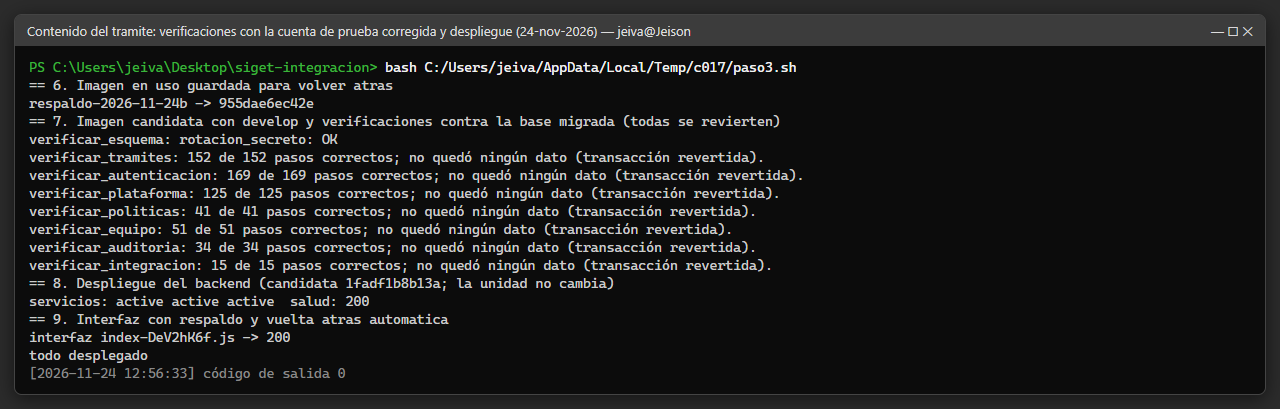 Contenido del tramite: verificaciones con la cuenta de prueba corregida y despliegue (24-nov-2026) — jeiva@Jeison
PS C:\Users\jeiva\Desktop\siget-integracion> bash C:/Users/jeiva/AppData/Local/Temp/c017/paso3.sh
== 6. Imagen en uso guardada para volver atras
respaldo-2026-11-24b -> 955dae6ec42e
== 7. Imagen candidata con develop y verificaciones contra la base migrada (todas se revierten)
verificar_esquema: rotacion_secreto: OK
verificar_tramites: 152 de 152 pasos correctos; no quedó ningún dato (transacción revertida).
verificar_autenticacion: 169 de 169 pasos correctos; no quedó ningún dato (transacción revertida).
verificar_plataforma: 125 de 125 pasos correctos; no quedó ningún dato (transacción revertida).
verificar_politicas: 41 de 41 pasos correctos; no quedó ningún dato (transacción revertida).
verificar_equipo: 51 de 51 pasos correctos; no quedó ningún dato (transacción revertida).
verificar_auditoria: 34 de 34 pasos correctos; no quedó ningún dato (transacción revertida).
verificar_integracion: 15 de 15 pasos correctos; no quedó ningún dato (transacción revertida).
== 8. Despliegue del backend (candidata 1fadf1b8b13a; la unidad no cambia)
servicios: active active active  salud: 200
== 9. Interfaz con respaldo y vuelta atras automatica
interfaz index-DeV2hK6f.js -> 200
todo desplegado
[2026-11-24 12:56:33] código de salida 0